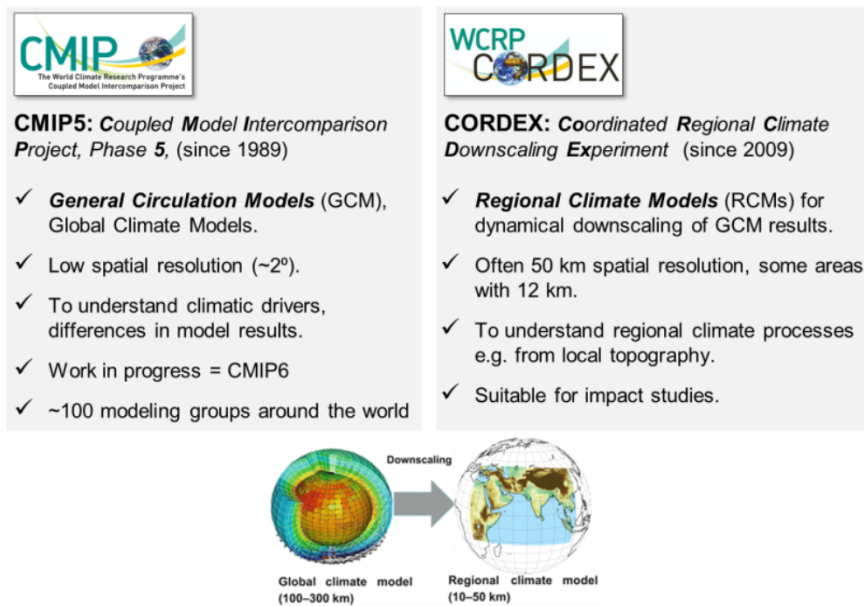 CMIP
The World Climate Research Programme's
Coupled Model Intercomparison Project
CMIP5: Coupled Model Intercomparison
Project, Phase 5, (since 1989)
✓ General Circulation Models (GCM),
Global Climate Models.
✓ Low spatial resolution (~2º).
✓ To understand climatic drivers,
differences in model results.
✓ Work in progress = CMIP6
✓ ~100 modeling groups around the world
WCRP
CORDEX
CORDEX: Coordinated Regional Climate
Downscaling Experiment (since 2009)
✓ Regional Climate Models (RCMs) for
dynamical downscaling of GCM results.
✓ Often 50 km spatial resolution, some areas
with 12 km.
✓ To understand regional climate processes
e.g. from local topography.
✓ Suitable for impact studies.
Downscaling
Global climate model
(100–300 km)
Regional climate model
(10–50 km)